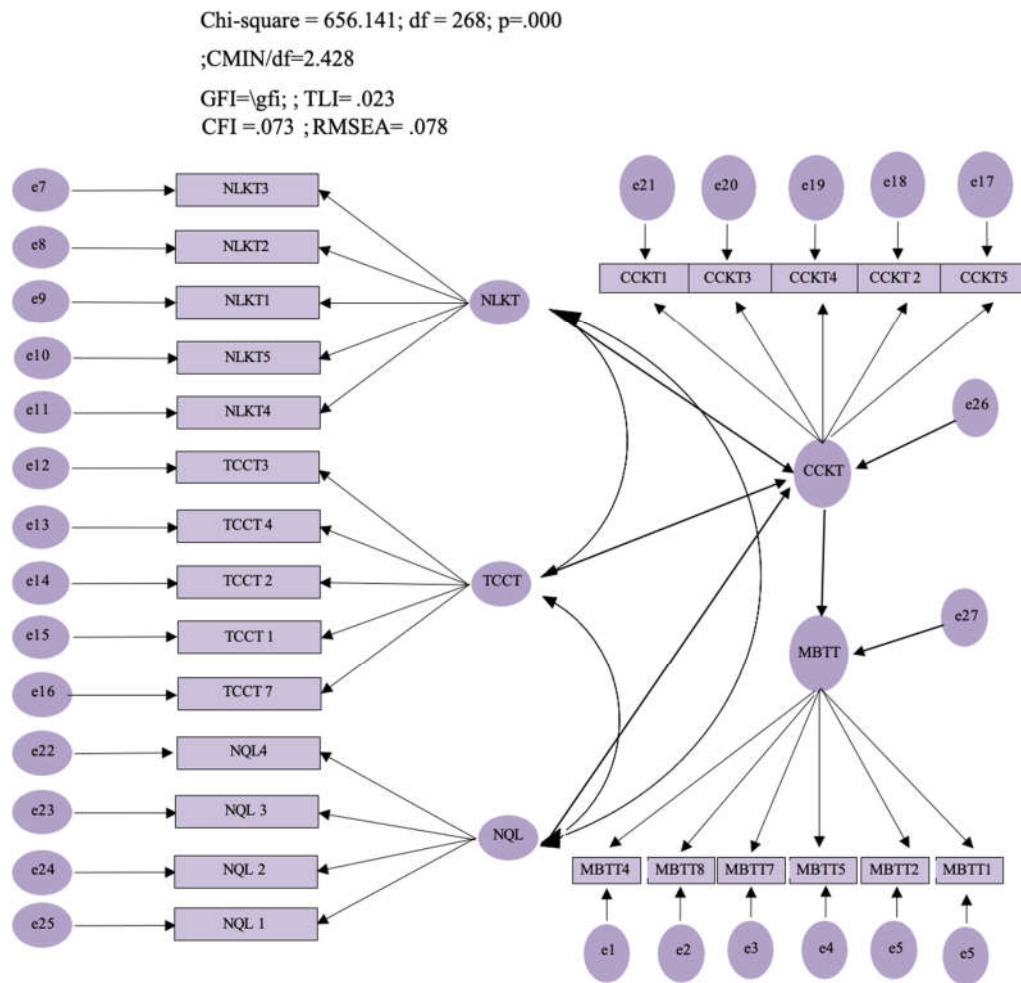 Chi-square = 656.141; df = 268; p=.000
;CMIN/df=2.428
GFI=\gfi; ; TLI= .023
CFI =.073 ; RMSEA= .078
e7 NLKT3
e8 NLKT2
e9 NLKT1
e10 NLKT5
e11 NLKT4
e12 TCCT3
e13 TCCT 4
e14 TCCT 2
e15 TCCT 1
e16 TCCT 7
e22 NQL4
e23 NQL 3
e24 NQL 2
e25 NQL 1
NLKT
TCCT
NQL
e21 e20 e19 e18 e17
CCKT1 CCKT3 CCKT4 CCKT 2 CCKT5
e26
CCKT
e27
MBTT
MBTT4 MBTT8 MBTT7 MBTT5 MBTT2 MBTT1
e1 e2 e3 e4 e5 e5